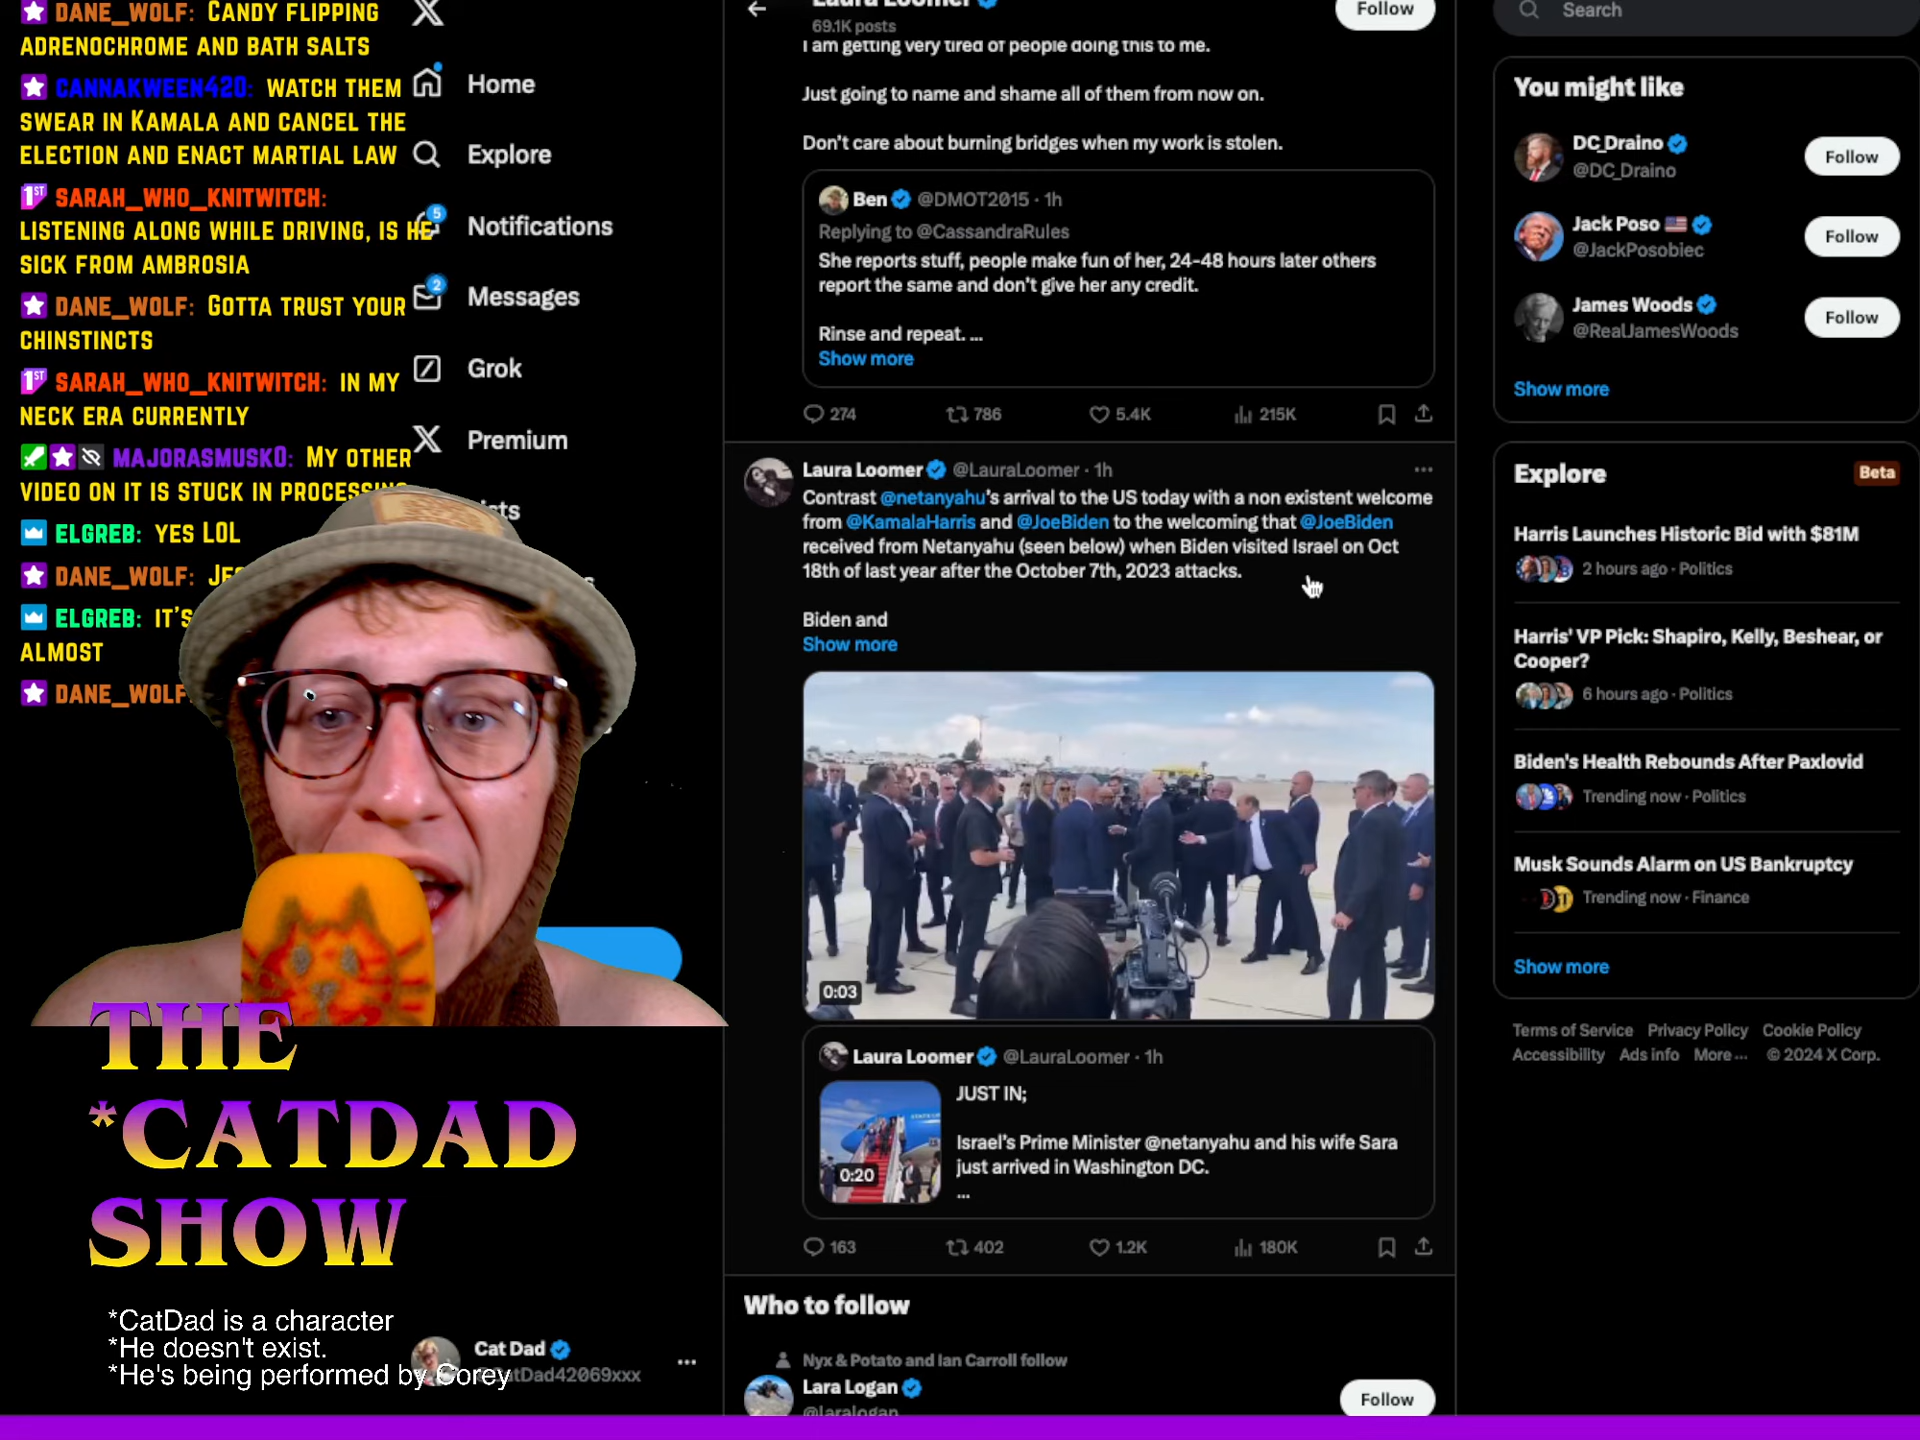 DANE_WOLF: CANDY FLIPPING
ADRENOCHROME AND BATH SALTS
CANNAKWEEN420: WATCH THEM
SWEAR IN KAMALA AND CANCEL THE
ELECTION AND ENACT MARTIAL LAW
1ST SARAH_WHO_KNITWITCH:
LISTENING ALONG WHILE DRIVING, IS HE
SICK FROM AMBROSIA
DANE_WOLF: GOTTA TRUST YOUR
CHINSTINCTS
1ST SARAH_WHO_KNITWITCH: IN MY
NECK ERA CURRENTLY
MAJORASMUSK0: MY OTHER
VIDEO ON IT IS STUCK IN PROCESSING
ELGREB: YES LOL
DANE_WOLF:
ELGREB: IT'S
ALMOST
DANE_WOLF
THE
*CATDAD
SHOW
*CatDad is a character
*He doesn't exist.
*He's being performed by Corey
Home
Explore
5
Notifications
2
Messages
Grok
Premium
Cat Dad
tDad42069xxx
Laura Loomer
69.1K posts
Follow
I am getting very tired of people doing this to me.
Just going to name and shame all of them from now on.
Don't care about burning bridges when my work is stolen.
Ben @DMOT2015 · 1h
Replying to @CassandraRules
She reports stuff, people make fun of her, 24-48 hours later others
report the same and don't give her any credit.
Rinse and repeat. ...
Show more
274 786 5.4K 215K
Laura Loomer @LauraLoomer · 1h
Contrast @netanyahu's arrival to the US today with a non existent welcome
from @KamalaHarris and @JoeBiden to the welcoming that @JoeBiden
received from Netanyahu (seen below) when Biden visited Israel on Oct
18th of last year after the October 7th, 2023 attacks.
Biden and
Show more
0:03
Laura Loomer @LauraLoomer · 1h
JUST IN;
Israel's Prime Minister @netanyahu and his wife Sara
just arrived in Washington DC.
...
0:20
163 402 1.2K 180K
Who to follow
Nyx & Potato and Ian Carroll follow
Lara Logan
@laralogan
Follow
Search
You might like
DC_Draino
@DC_Draino
Follow
Jack Poso
@JackPosobiec
Follow
James Woods
@RealJamesWoods
Follow
Show more
Explore Beta
Harris Launches Historic Bid with $81M
2 hours ago · Politics
Harris' VP Pick: Shapiro, Kelly, Beshear, or
Cooper?
6 hours ago · Politics
Biden's Health Rebounds After Paxlovid
Trending now · Politics
Musk Sounds Alarm on US Bankruptcy
Trending now · Finance
Show more
Terms of Service Privacy Policy Cookie Policy
Accessibility Ads info More ... © 2024 X Corp.